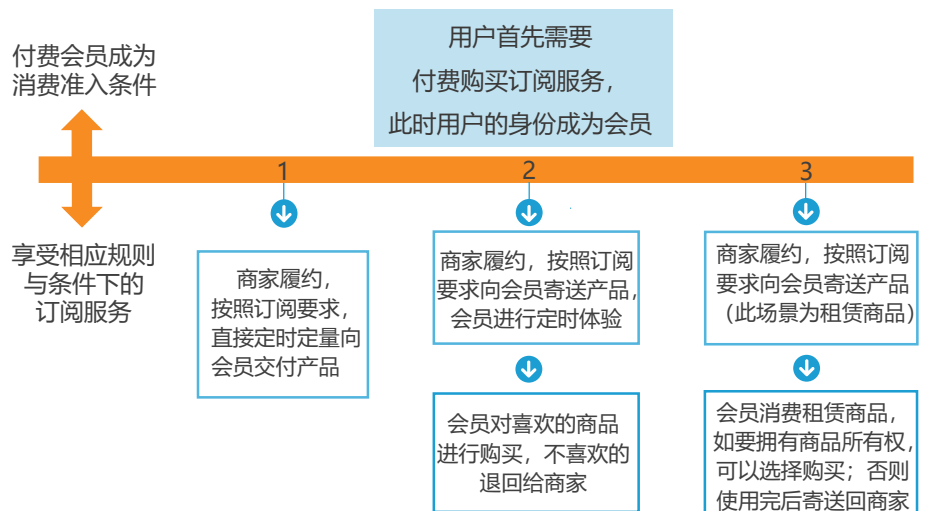 付费会员成为
消费准入条件
用户首先需要
付费购买订阅服务，
此时用户的身份成为会员
1
2
3
享受相应规则
与条件下的
订阅服务
商家履约，
按照订阅要求，
直接定时定量向
会员交付产品
商家履约，按照订阅
要求向会员寄送产品，
会员进行定时体验
会员对喜欢的商品
进行购买，不喜欢的
退回给商家
商家履约，按照订阅
要求向会员寄送产品
（此场景为租赁商品）
会员消费租赁商品，
如要拥有商品所有权，
可以选择购买；否则
使用完后寄送回商家